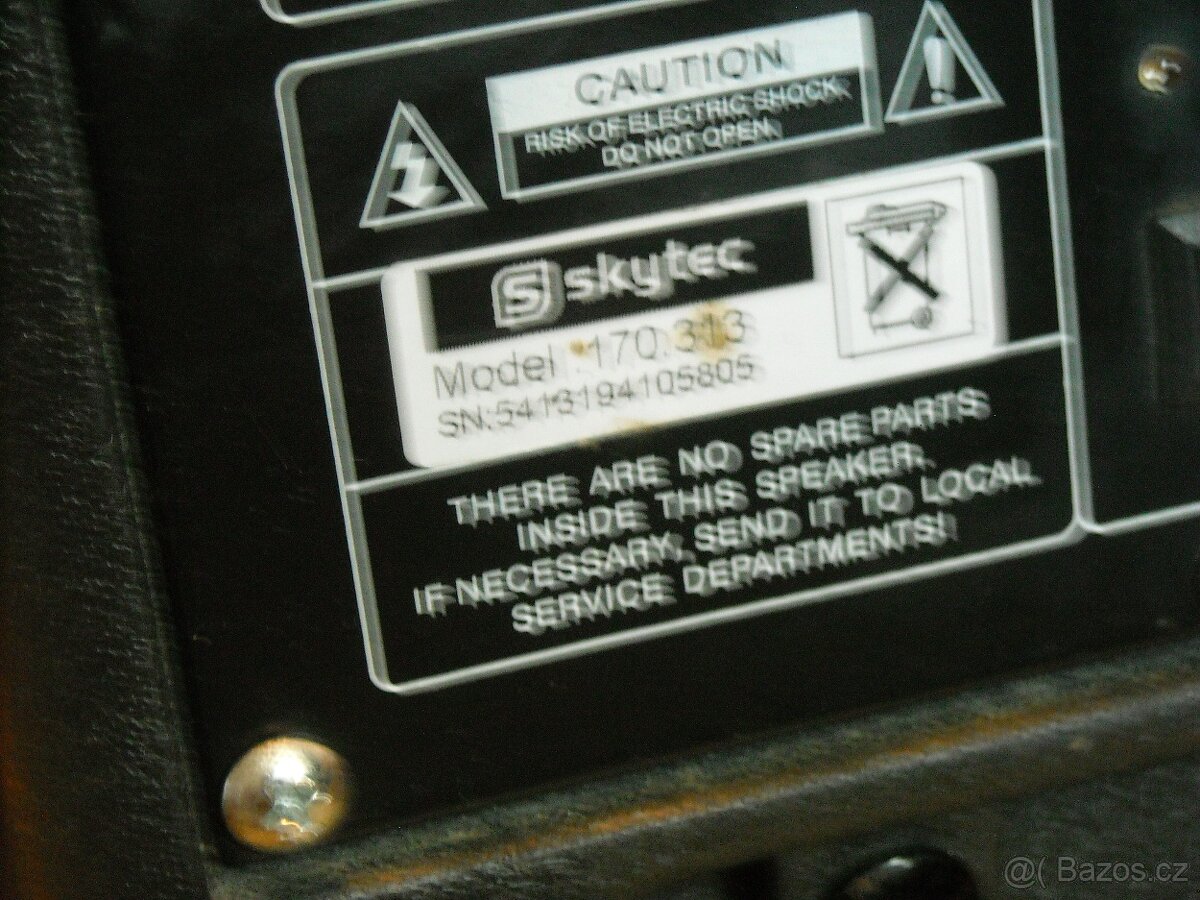 CAUTION
RISK OF ELECTRIC SHOCK
DO NOT OPEN
skytec
Model : 170.313
SN:5413194105805
THERE ARE NO SPARE PARTS
INSIDE THIS SPEAKER.
IF NECESSARY, SEND IT TO LOCAL
SERVICE DEPARTMENTS!
@( Bazos.cz